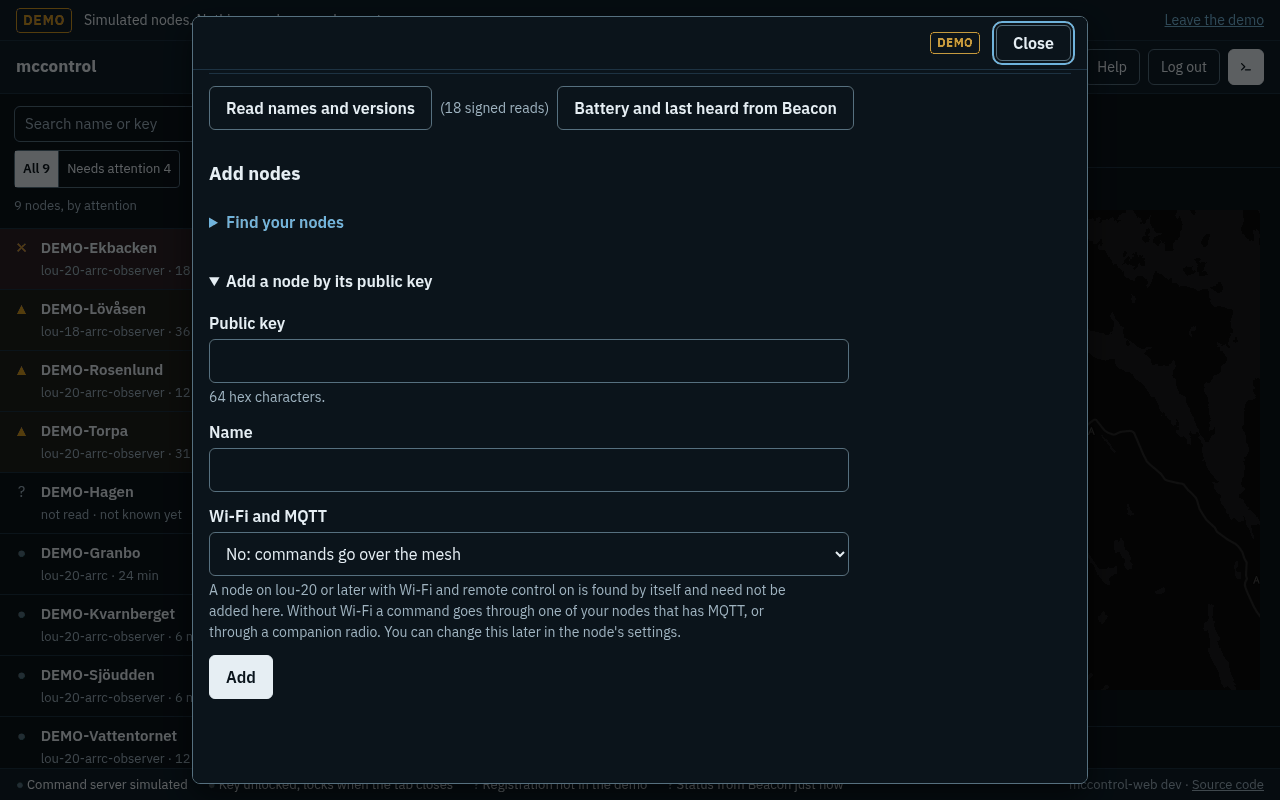 DEMO Simulated nodes.
Leave the demo
DEMO
Close
mccontrol
Help
Log out
Search name or key
All 9
Needs attention 4
9 nodes, by attention
DEMO-Ekbacken
lou-20-arrc-observer · 18
DEMO-Lövåsen
lou-18-arrc-observer · 36
DEMO-Rosenlund
lou-20-arrc-observer · 12
DEMO-Torpa
lou-20-arrc-observer · 31
? DEMO-Hagen
not read · not known yet
DEMO-Granbo
lou-20-arrc · 24 min
DEMO-Kvarnberget
lou-20-arrc-observer · 6 n
DEMO-Sjöudden
lou-20-arrc-observer · 6 n
DEMO-Vattentornet
lou-20-arrc-observer · 12
Read names and versions
(18 signed reads)
Battery and last heard from Beacon
Add nodes
Find your nodes
Add a node by its public key
Public key
64 hex characters.
Name
Wi-Fi and MQTT
No: commands go over the mesh
A node on lou-20 or later with Wi-Fi and remote control on is found by itself and need not be
added here. Without Wi-Fi a command goes through one of your nodes that has MQTT, or
through a companion radio. You can change this later in the node's settings.
Add
Command server simulated
Key unlocked, locks when the tab closes
? Registration not in the demo
? Status from Beacon just now
mccontrol-web dev · Source code